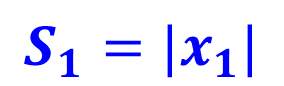 S₁ = |x₁|